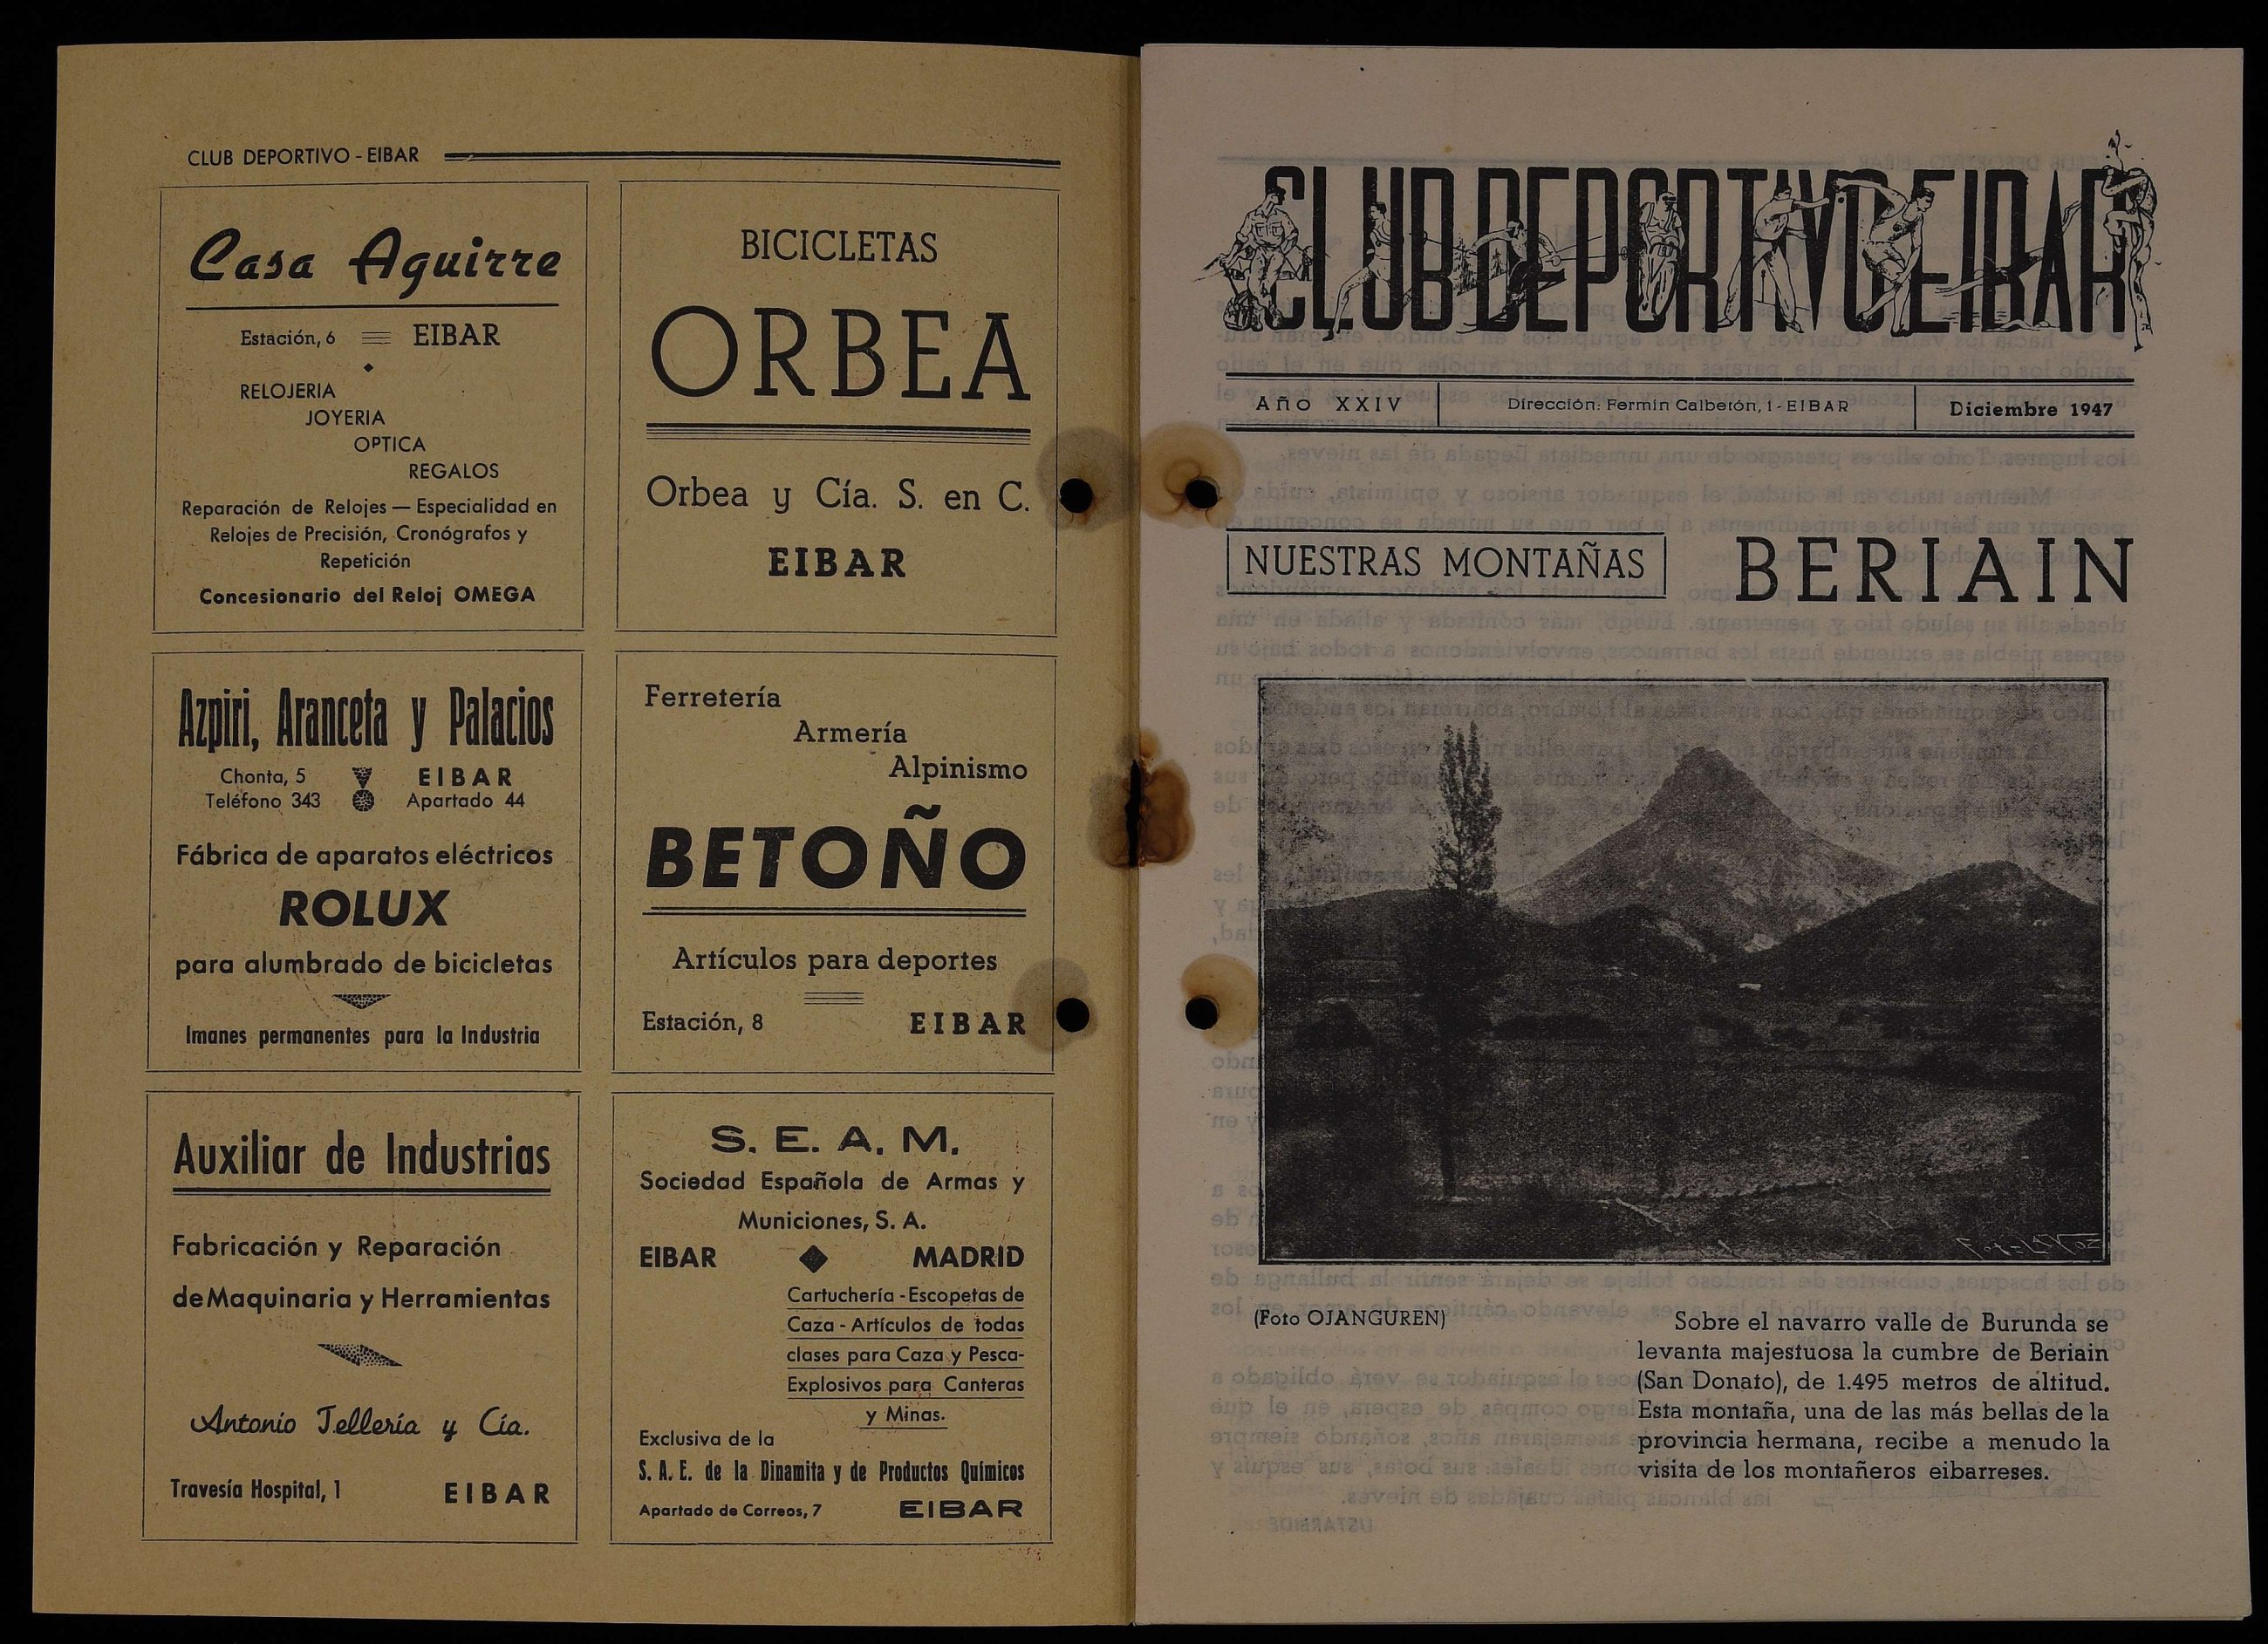 CLUB DEPORTIVO - EIBAR
Casa Aguirre
Estación, 6 EIBAR
RELOJERIA
JOYERIA
OPTICA
REGALOS
Reparación de Relojes — Especialidad en
Relojes de Precisión, Cronógrafos y
Repetición
Concesionario del Reloj OMEGA
BICICLETAS
ORBEA
Orbea y Cía. S. en C.
EIBAR
Azpiri, Aranceta y Palacios
Chonta, 5 EIBAR
Teléfono 343 Apartado 44
Fábrica de aparatos eléctricos
ROLUX
para alumbrado de bicicletas
Imanes permanentes para la Industria
Ferretería
Armería
Alpinismo
BETOÑO
Artículos para deportes
Estación, 8 EIBAR
Auxiliar de Industrias
Fabricación y Reparación
de Maquinaria y Herramientas
Antonio Tellería y Cía.
Travesía Hospital, 1 EIBAR
S. E. A. M.
Sociedad Española de Armas y
Municiones, S. A.
EIBAR MADRID
Cartuchería - Escopetas de
Caza - Artículos de todas
clases para Caza y Pesca-
Explosivos para Canteras
y Minas.
Exclusiva de la
S. A. E. de la Dinamita y de Productos Químicos
Apartado de Correos, 7 EIBAR
CLUB DEPORTIVO EIBAR
Año XXIV Dirección: Fermín Calbetón, 1 - EIBAR Diciembre 1947
NUESTRAS MONTAÑAS BERIAIN
Fot-La Voz
(Foto OJANGUREN)
Sobre el navarro valle de Burunda se
levanta majestuosa la cumbre de Beriain
(San Donato), de 1.495 metros de altitud.
Esta montaña, una de las más bellas de la
provincia hermana, recibe a menudo la
visita de los montañeros eibarreses.